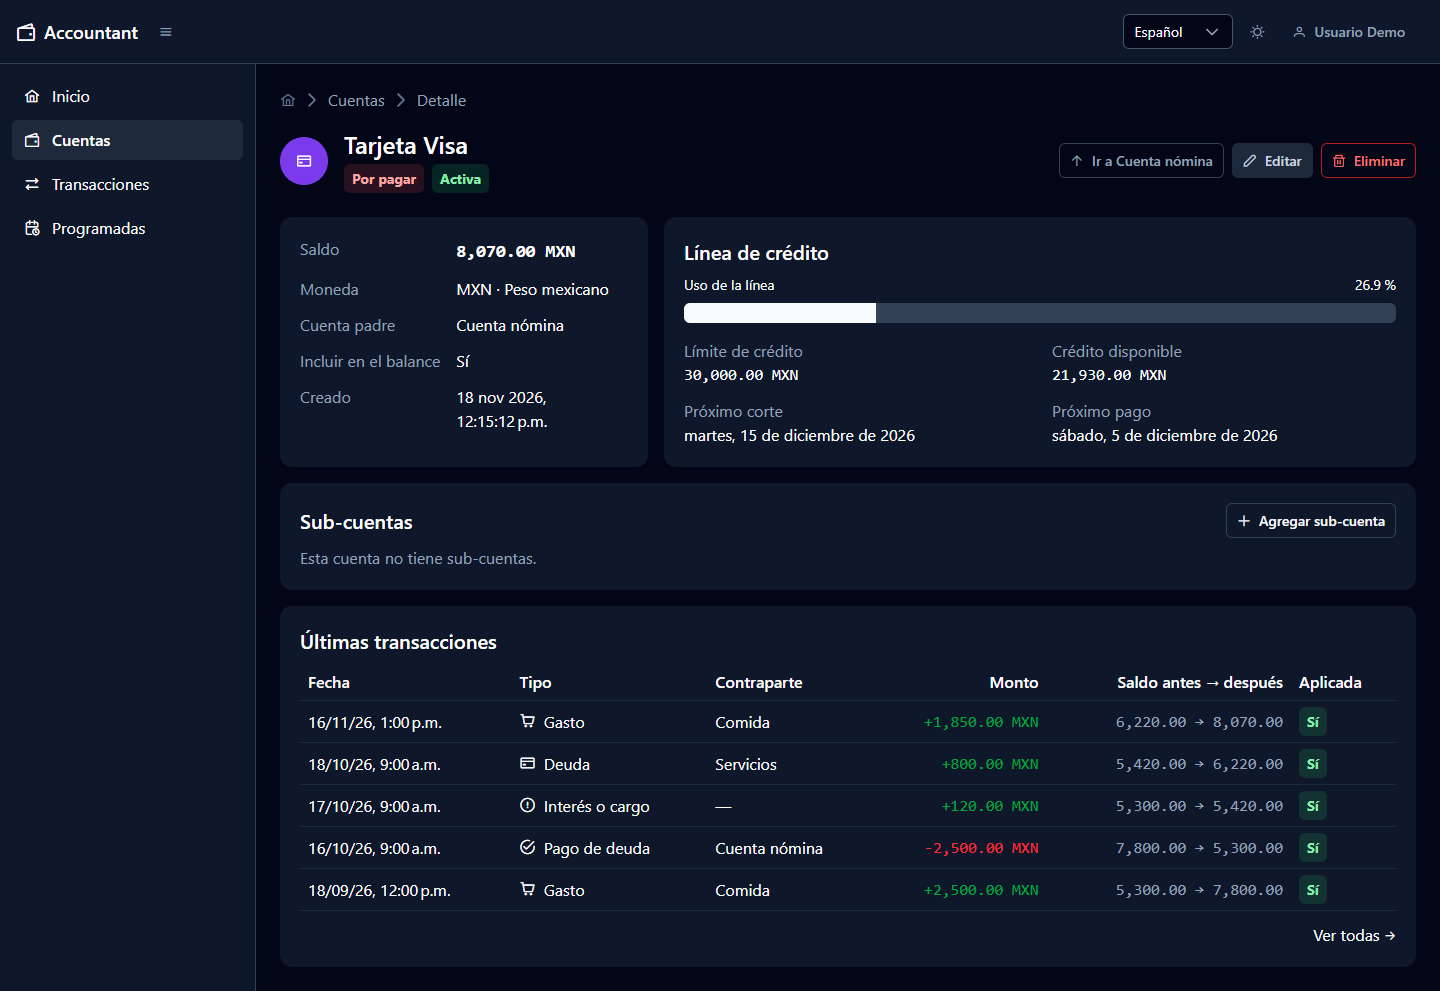 Accountant
Español
Usuario Demo
Inicio
Cuentas
Transacciones
Programadas
Cuentas
Detalle
Tarjeta Visa
Por pagar
Activa
Ir a Cuenta nómina
Editar
Eliminar
Saldo 8,070.00 MXN
Moneda MXN · Peso mexicano
Cuenta padre Cuenta nómina
Incluir en el balance Sí
Creado 18 nov 2026,
12:15:12 p.m.
Línea de crédito
Uso de la línea 26.9 %
Límite de crédito
30,000.00 MXN
Crédito disponible
21,930.00 MXN
Próximo corte
martes, 15 de diciembre de 2026
Próximo pago
sábado, 5 de diciembre de 2026
Sub-cuentas
Agregar sub-cuenta
Esta cuenta no tiene sub-cuentas.
Últimas transacciones
Fecha Tipo Contraparte Monto Saldo antes → después Aplicada
16/11/26, 1:00 p.m. Gasto Comida +1,850.00 MXN 6,220.00 → 8,070.00 Sí
18/10/26, 9:00 a.m. Deuda Servicios +800.00 MXN 5,420.00 → 6,220.00 Sí
17/10/26, 9:00 a.m. Interés o cargo — +120.00 MXN 5,300.00 → 5,420.00 Sí
16/10/26, 9:00 a.m. Pago de deuda Cuenta nómina -2,500.00 MXN 7,800.00 → 5,300.00 Sí
18/09/26, 12:00 p.m. Gasto Comida +2,500.00 MXN 5,300.00 → 7,800.00 Sí
Ver todas →